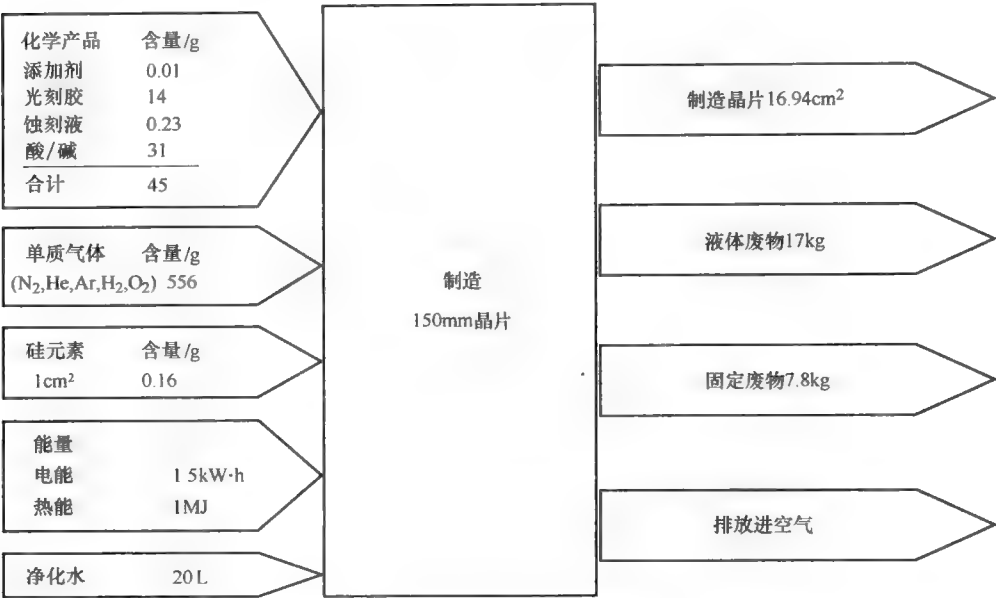 化学产品 含量/g
添加剂 0.01
光刻胶 14
蚀刻液 0.23
酸/碱 31
合计 45
单质气体 含量/g
(N₂,He,Ar,H₂,O₂) 556
硅元素 含量/g
1cm² 0.16
能量
电能 1 5kW·h
热能 1MJ
净化水 20L
制造
150mm晶片
制造晶片16.94cm²
液体废物17kg
固定废物7.8kg
排放进空气